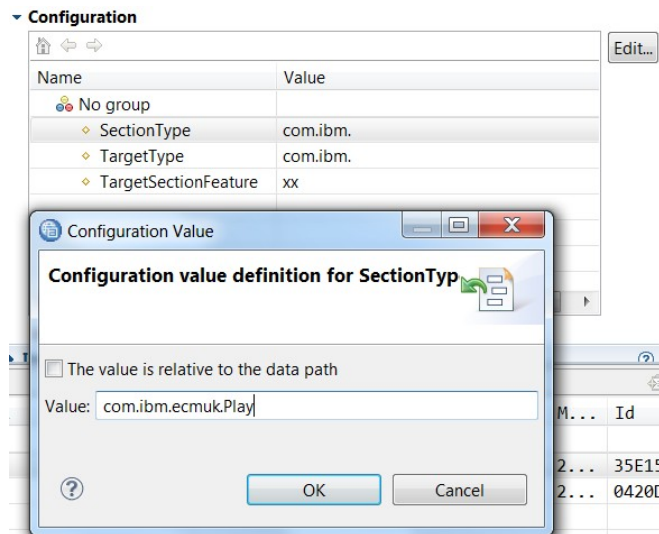 Configuration
Edit...
Name Value
No group
SectionType com.ibm.
TargetType com.ibm.
TargetSectionFeature xx
Configuration Value
Configuration value definition for SectionTyp
The value is relative to the data path
Value: com.ibm.ecmuk.Play
M... Id
2... 35E15
2... 0420
OK Cancel